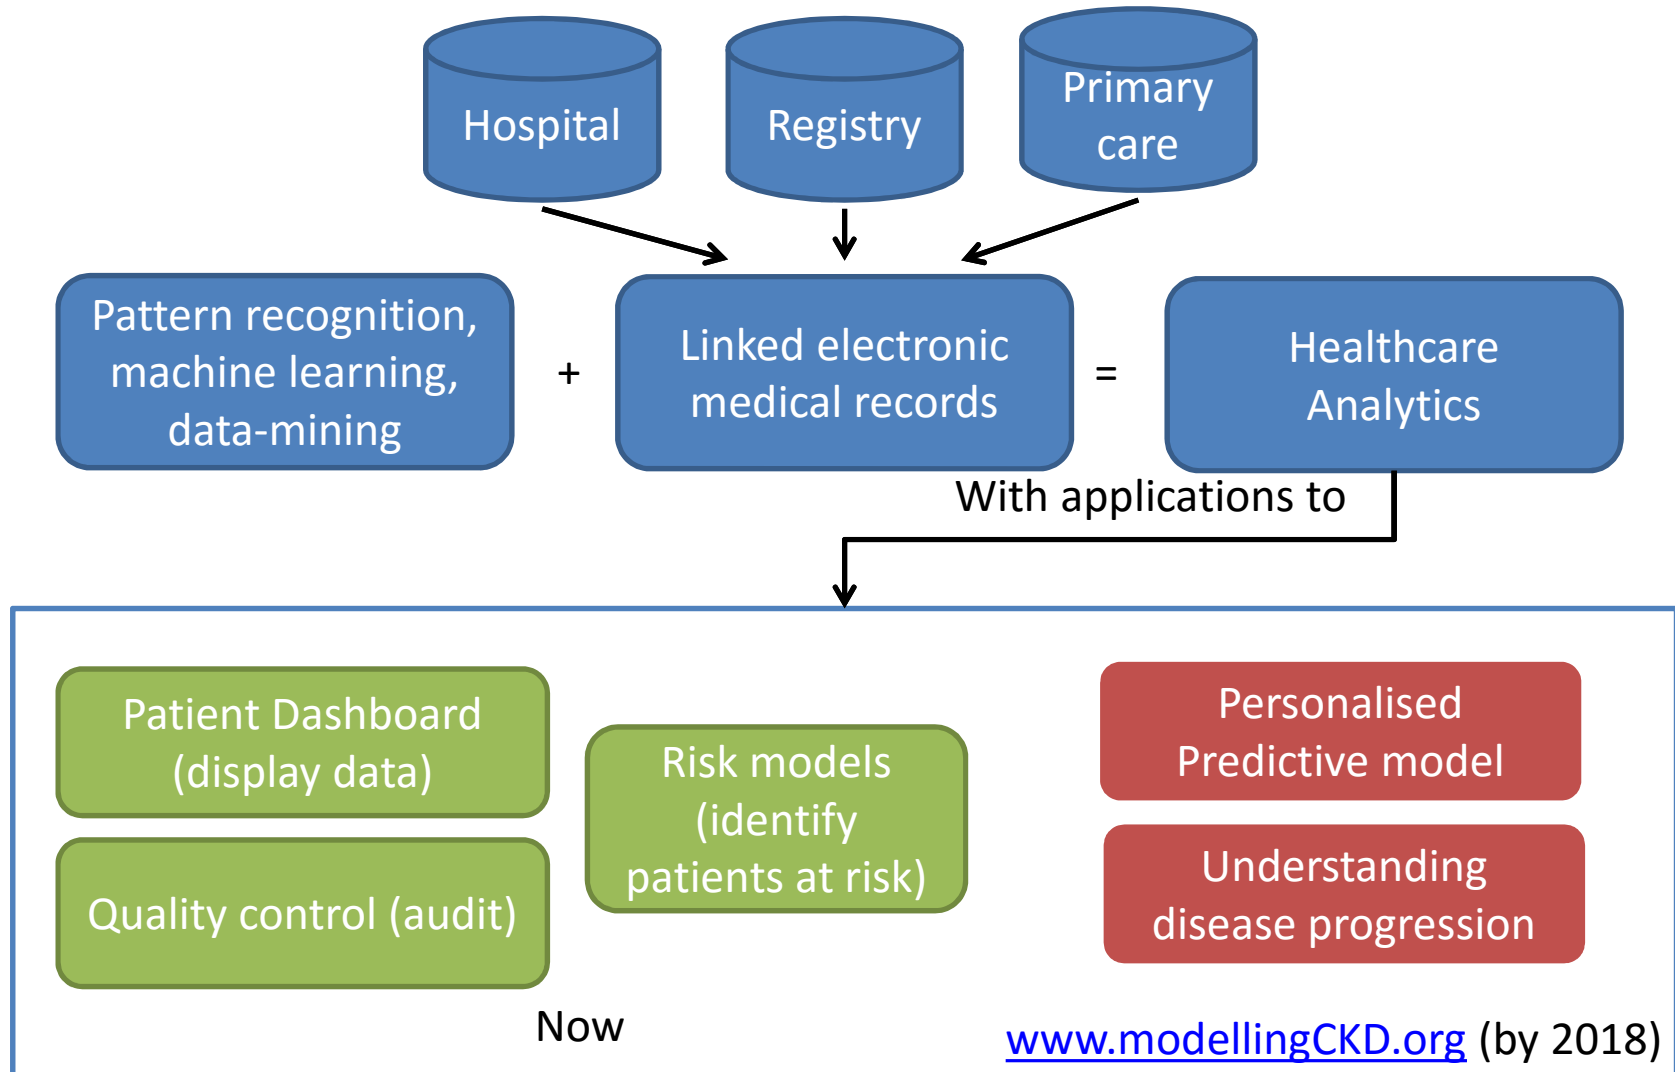 Hospital
Registry
Primary
care
Pattern recognition,
machine learning,
data-mining
+
Linked electronic
medical records
=
Healthcare
Analytics
With applications to
Patient Dashboard
(display data)
Quality control (audit)
Risk models
(identify
patients at risk)
Personalised
Predictive model
Understanding
disease progression
Now
www.modellingCKD.org (by 2018)